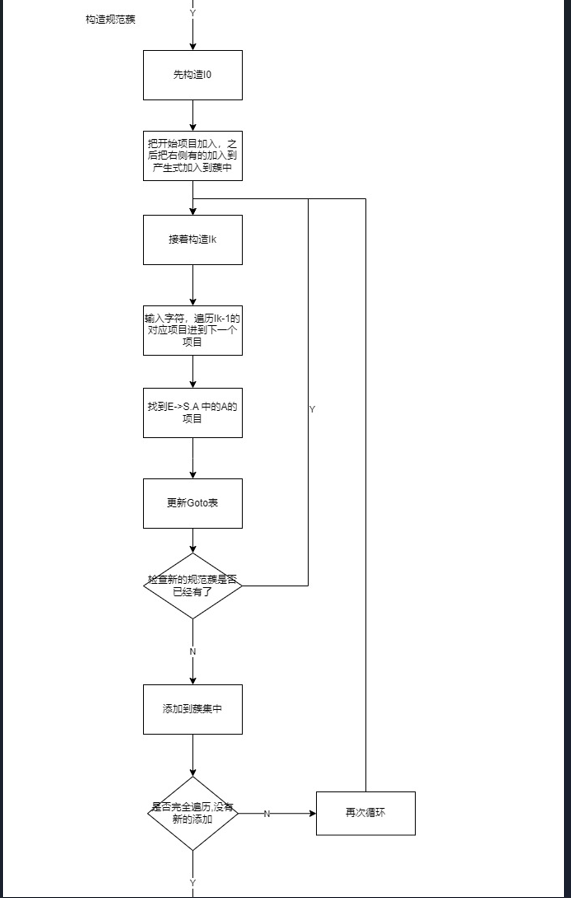 Y
构造规范蔟
先构造I0
把开始项目加入，之
后把右侧有的加入到
产生式加入到蔟中
接着构造Ik
输入字符，遍历Ik-1的
对应项目进到下一个
项目
找到E->S.A 中的A的
项目
Y
更新Goto表
检查新的规范蔟是否
已经有了
N
添加到蔟集中
是否完全遍历,没有
新的添加
N
再次循环
Y